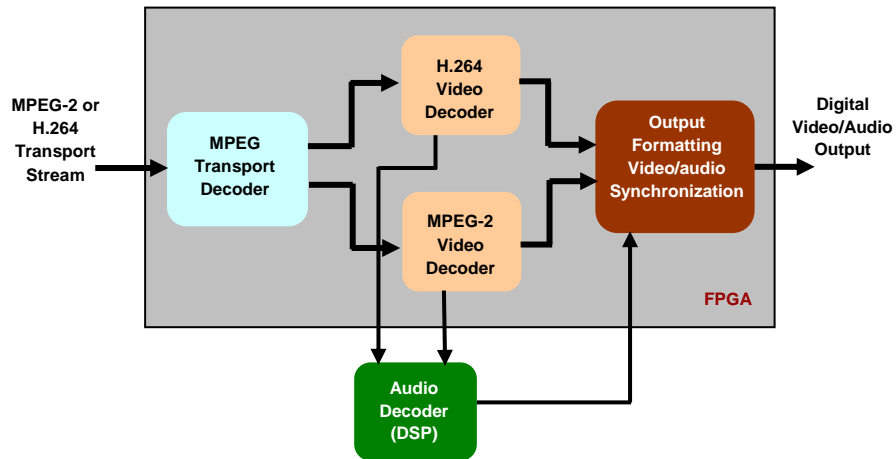 MPEG-2 or
H.264
Transport
Stream
MPEG
Transport
Decoder
H.264
Video
Decoder
MPEG-2
Video
Decoder
Output
Formatting
Video/audio
Synchronization
Digital
Video/Audio
Output
FPGA
Audio
Decoder
(DSP)